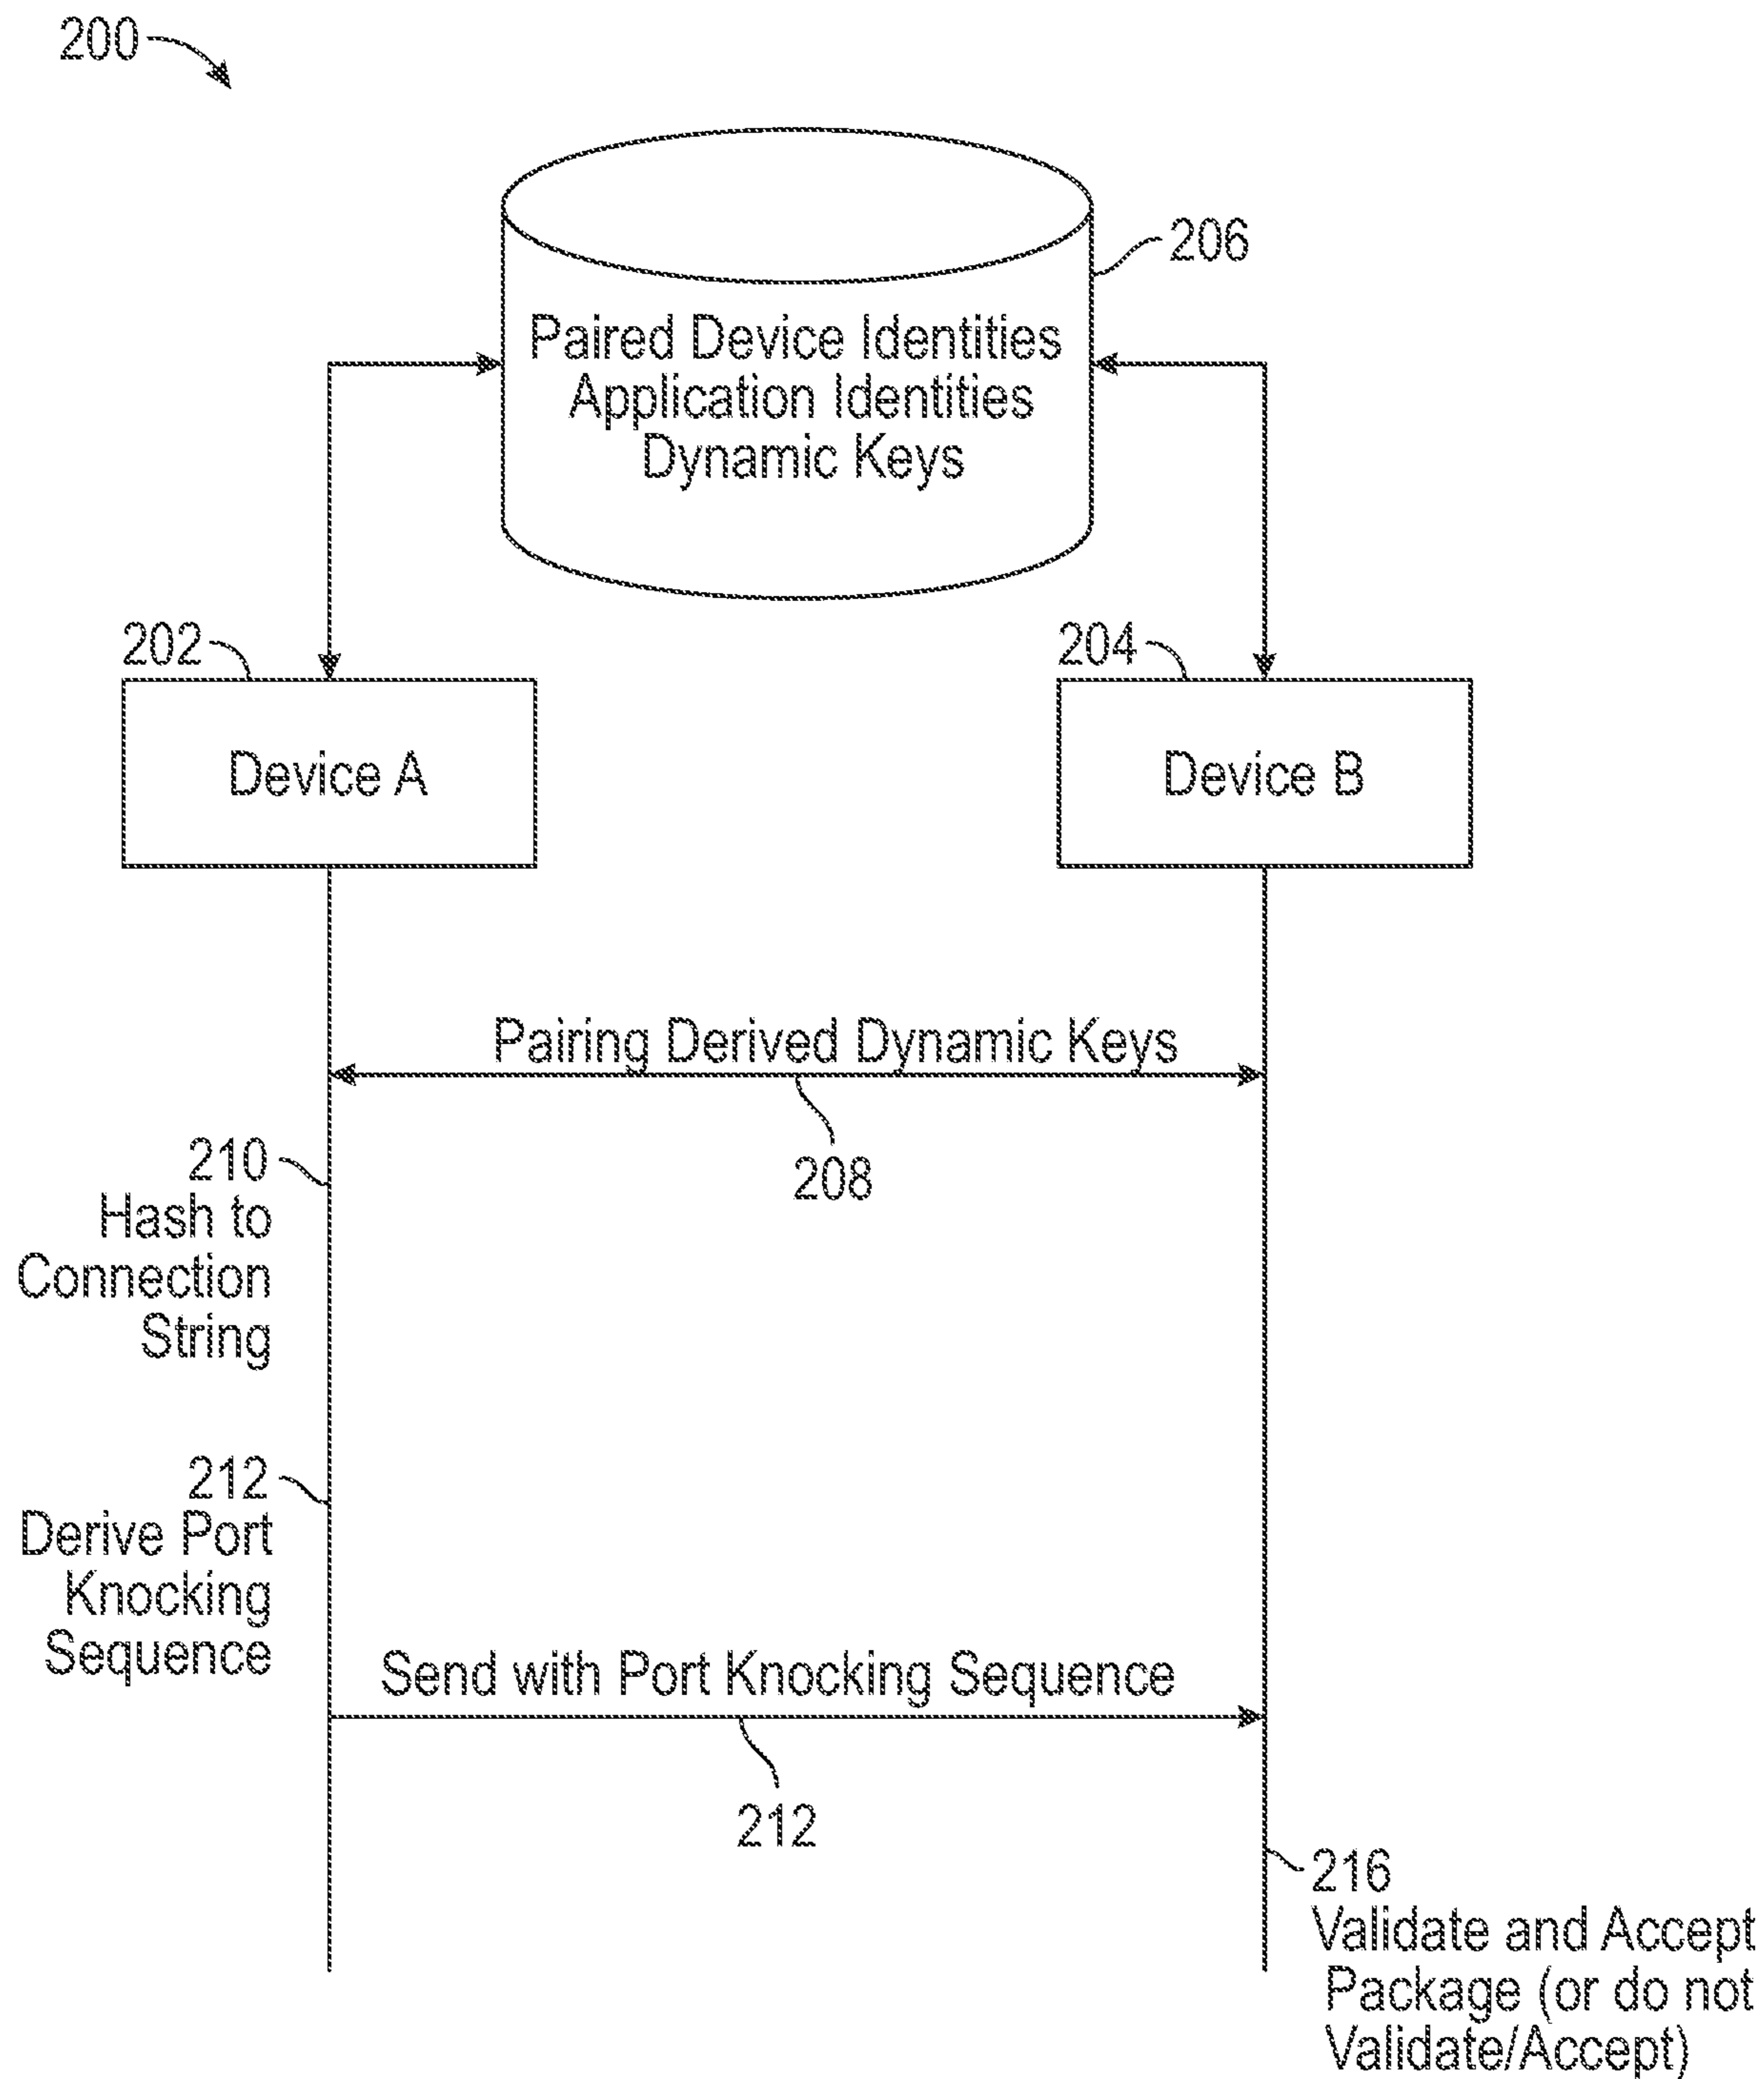 200
206
Paired Device Identities
Application Identities
Dynamic Keys
202
204
Device A
Device B
Pairing Derived Dynamic Keys
208
210
Hash to
Connection
String
212
Derive Port
Knocking
Sequence
Send with Port Knocking Sequence
212
216
Validate and Accept
Package (or do not
Validate/Accept)